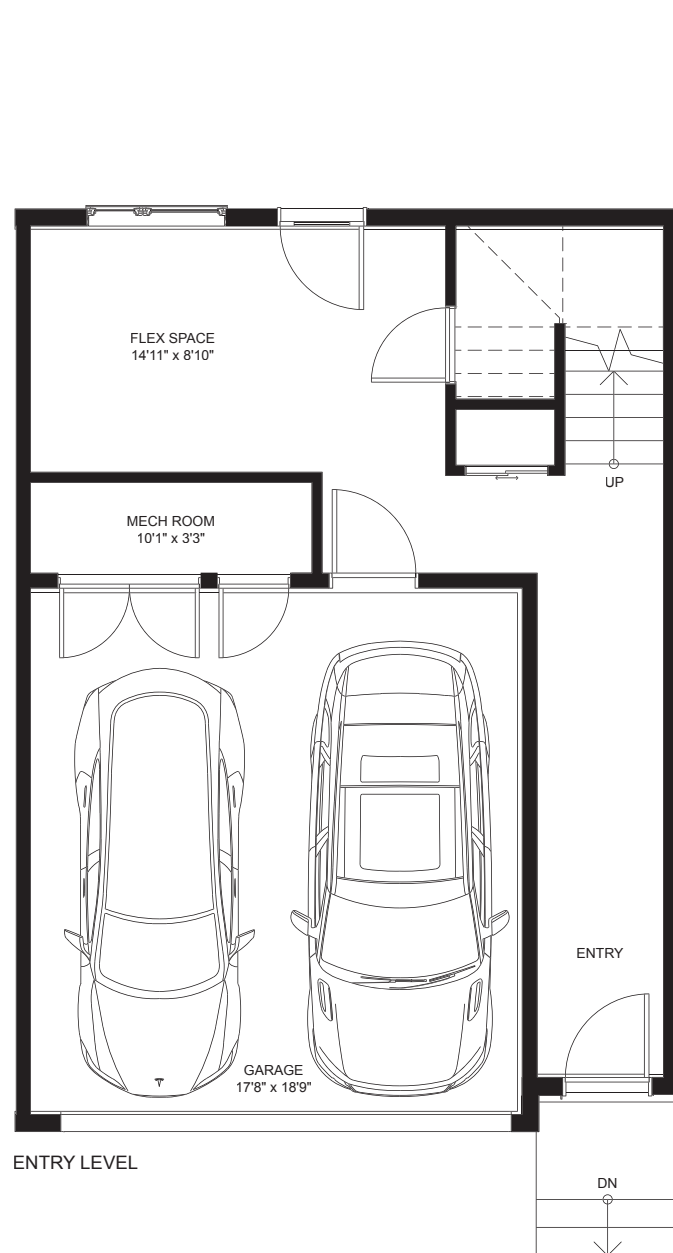 FLEX SPACE
14'11" x 8'10"
UP
MECH ROOM
10'1" x 3'3"
ENTRY
GARAGE
17'8" x 18'9"
ENTRY LEVEL
DN